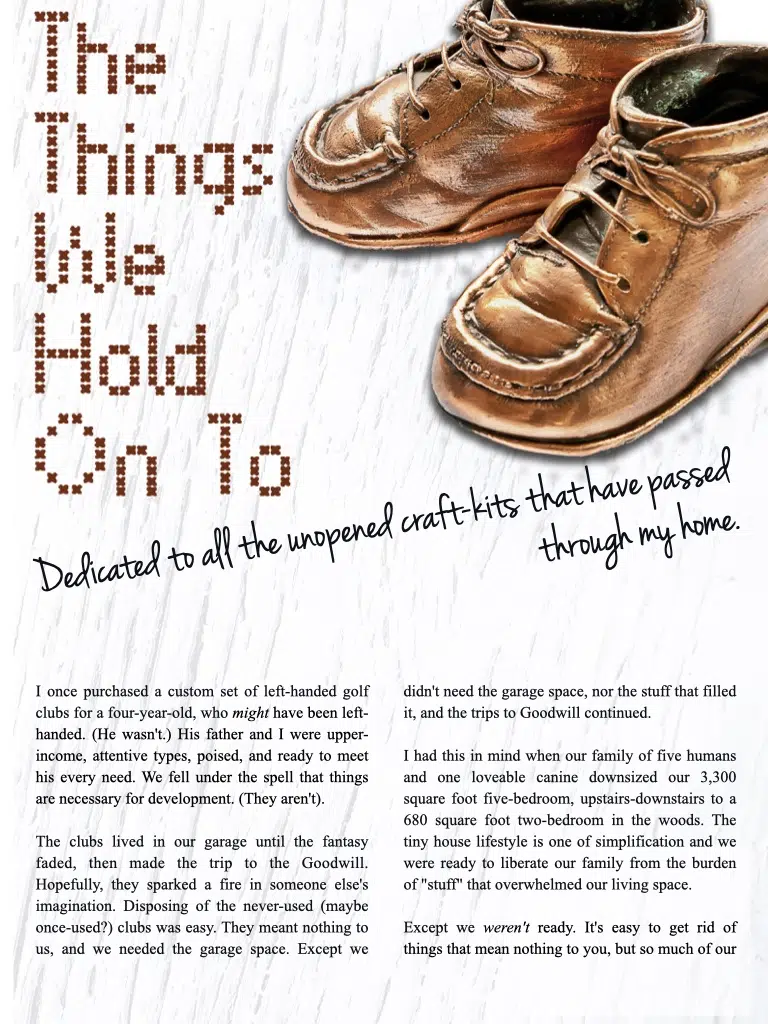 The
Things
We
Hold
On To
Dedicated to all the unopened craft-kits that have passed
through my home.
I once purchased a custom set of left-handed golf
clubs for a four-year-old, who might have been left-
handed. (He wasn't.) His father and I were upper-
income, attentive types, poised, and ready to meet
his every need. We fell under the spell that things
are necessary for development. (They aren't).
The clubs lived in our garage until the fantasy
faded, then made the trip to the Goodwill.
Hopefully, they sparked a fire in someone else's
imagination. Disposing of the never-used (maybe
once-used?) clubs was easy. They meant nothing to
us, and we needed the garage space. Except we
didn't need the garage space, nor the stuff that filled
it, and the trips to Goodwill continued.
I had this in mind when our family of five humans
and one loveable canine downsized our 3,300
square foot five-bedroom, upstairs-downstairs to a
680 square foot two-bedroom in the woods. The
tiny house lifestyle is one of simplification and we
were ready to liberate our family from the burden
of "stuff" that overwhelmed our living space.
Except we weren't ready. It's easy to get rid of
things that mean nothing to you, but so much of our